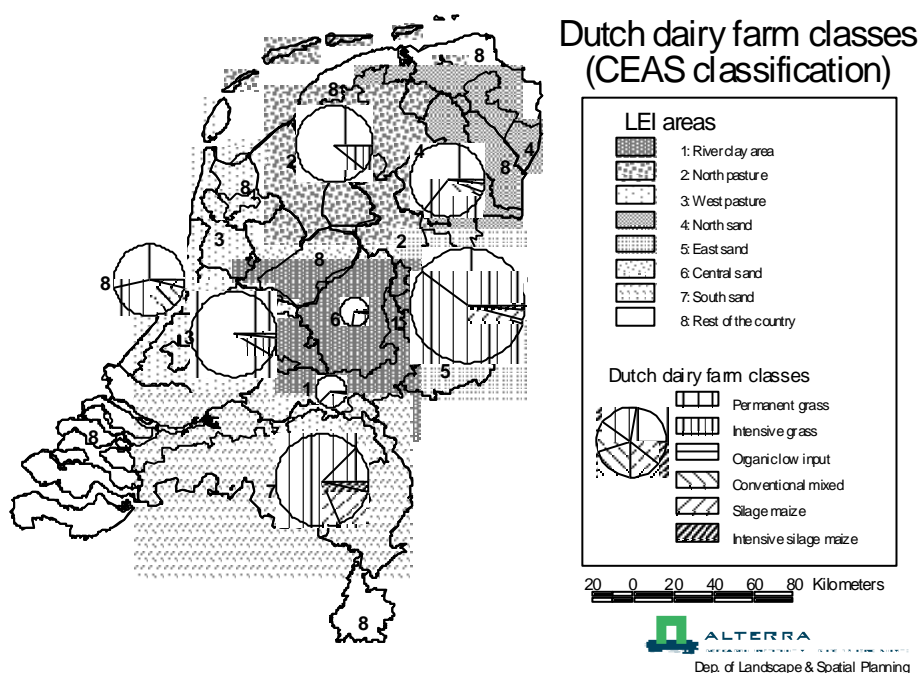 Dutch dairy farm classes
(CEAS classification)
LEI areas
1: River clay area
2: North pasture
3: West pasture
4: North sand
5: East sand
6: Central sand
7: South sand
8: Rest of the country
Dutch dairy farm classes
Permanent grass
Intensive grass
Organic low input
Conventional mixed
Silage maize
Intensive silage maize
20 0 20 40 60 80 Kilometers
ALTERRA
Dep. of Landscape & Spatial Planning
8
8
2
4
4
8
8
3
2
8
8
6
3
5
1
8
7
8